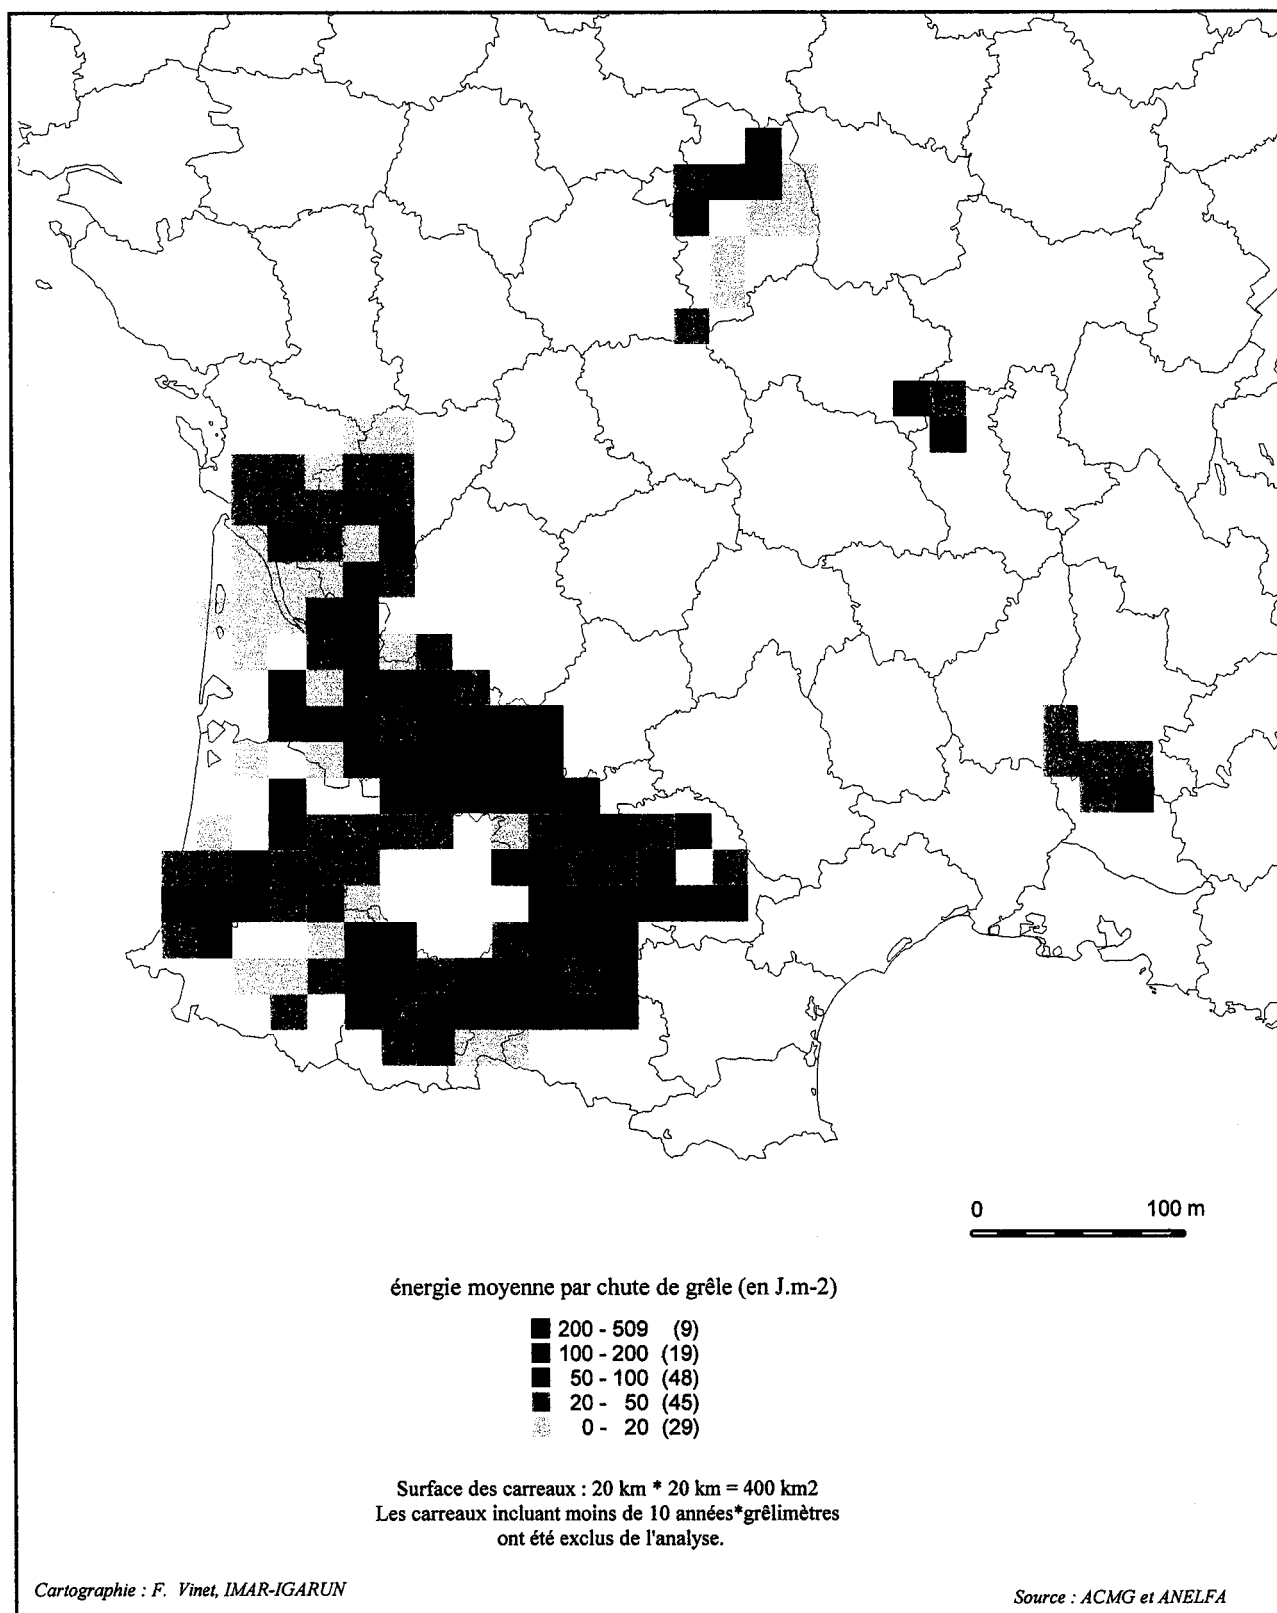 0 100 m
énergie moyenne par chute de grêle (en J.m-2)
200 - 509 (9)
100 - 200 (19)
50 - 100 (48)
20 - 50 (45)
0 - 20 (29)
Surface des carreaux : 20 km * 20 km = 400 km2
Les carreaux incluant moins de 10 années*grêlimètres
ont été exclus de l'analyse.
Cartographie : F. Vinet, IMAR-IGARUN
Source : ACMG et ANELFA